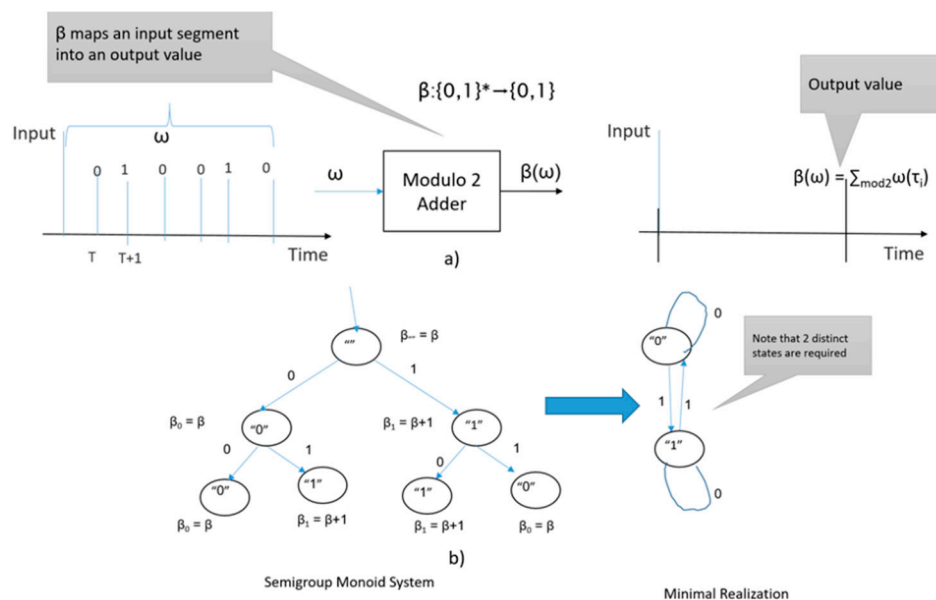 β maps an input segment
into an output value
β:{0,1}*→{0,1}
Output value
Input
ω
0 1 0 0 1 0
T
T+1
Time
ω
Modulo 2
Adder
β(ω)
Input
β(ω) = ∑mod2ω(τi)
Time
a)
“”
β“” = β
0
1
β0 = β
“0”
β1 = β+1
“1”
0
1
0
1
“0”
“1”
“1”
“0”
β0 = β
β1 = β+1
β1 = β+1
β0 = β
“0”
0
1
1
“1”
0
Note that 2 distinct
states are required
b)
Semigroup Monoid System
Minimal Realization